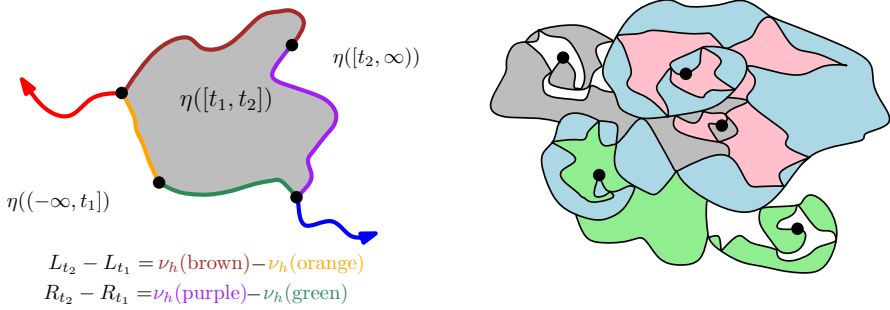 η([t₂, ∞))
η([t₁, t₂])
η((−∞, t₁])
L_{t₂} − L_{t₁} = ν_h(brown)−ν_h(orange)
R_{t₂} − R_{t₁} =ν_h(purple)−ν_h(green)